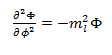 ∂²Φ/∂ϕ² = −m_l² Φ